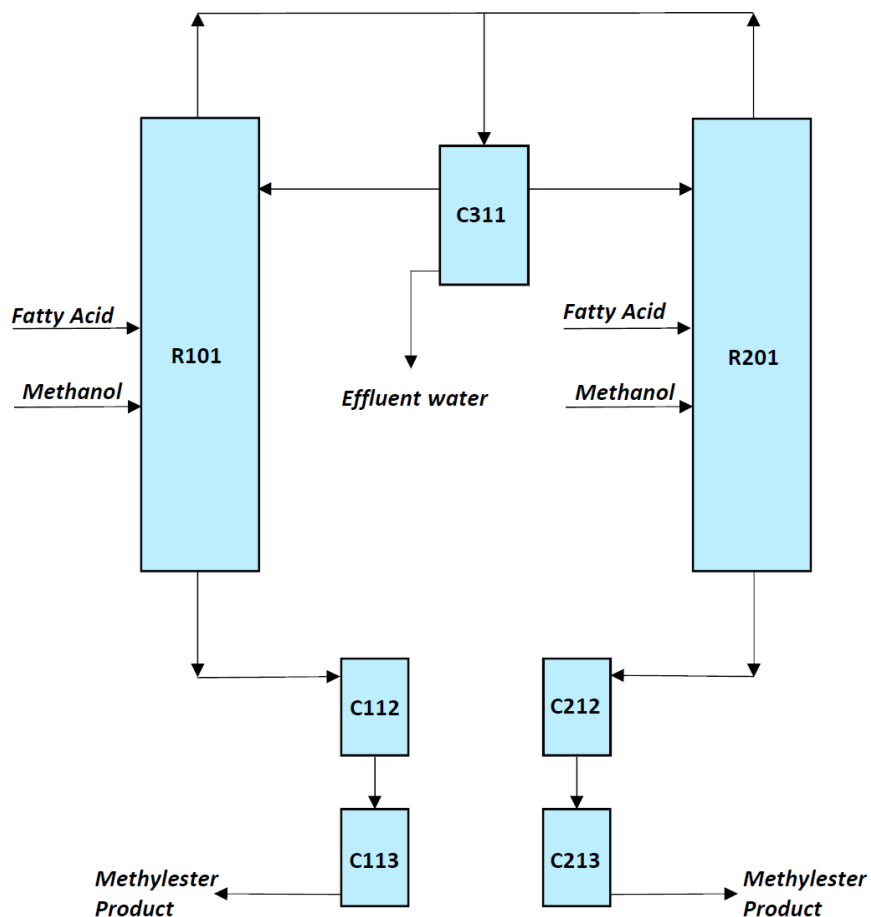 C311
Fatty Acid
Fatty Acid
R101
R201
Methanol
Methanol
Effluent water
C112
C212
C113
C213
Methylester
Product
Methylester
Product